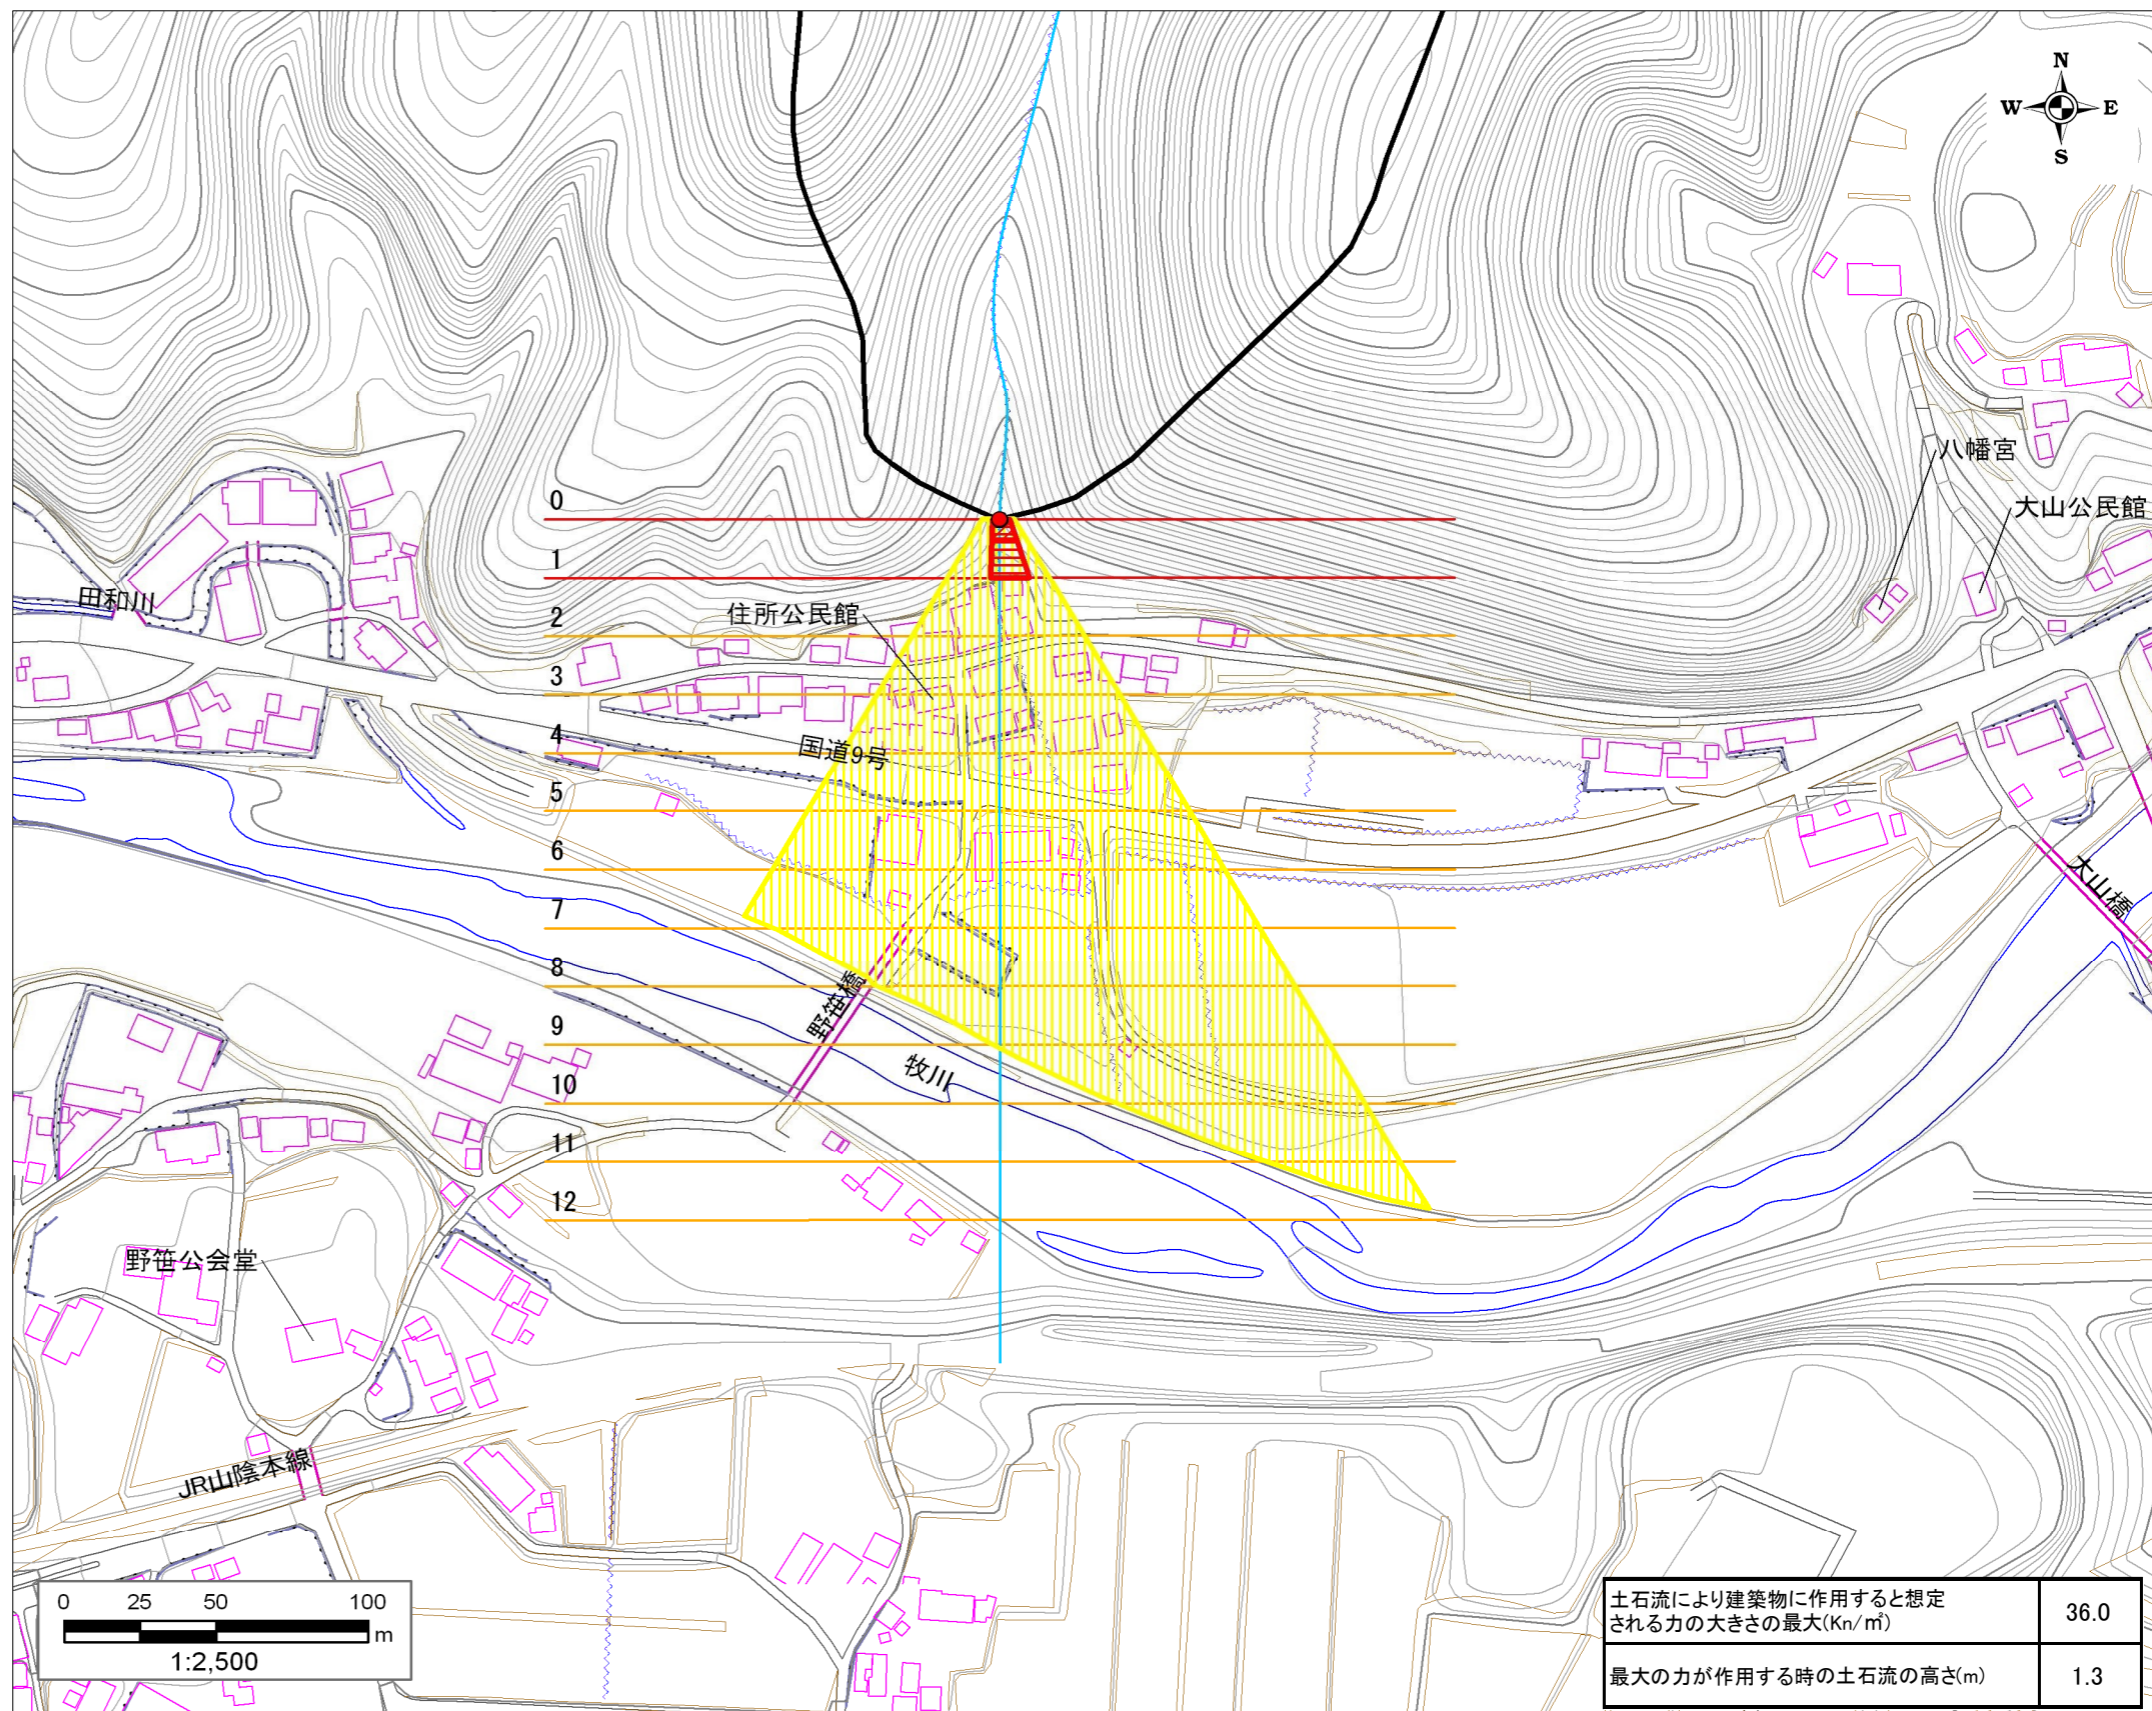 N
W E
S
八幡宮
大山公民館
0
1
田和川
住所公民館
2
3
4
国道9号
5
6
大山橋
7
8
野笹橋
9
牧川
10
11
12
野笹公会堂
JR山陰本線
0 25 50 100
m
1:2,500
土石流により建築物に作用すると想定
される力の大きさの最大(Kn/㎡)
36.0
最大の力が作用する時の土石流の高さ(m)
1.3